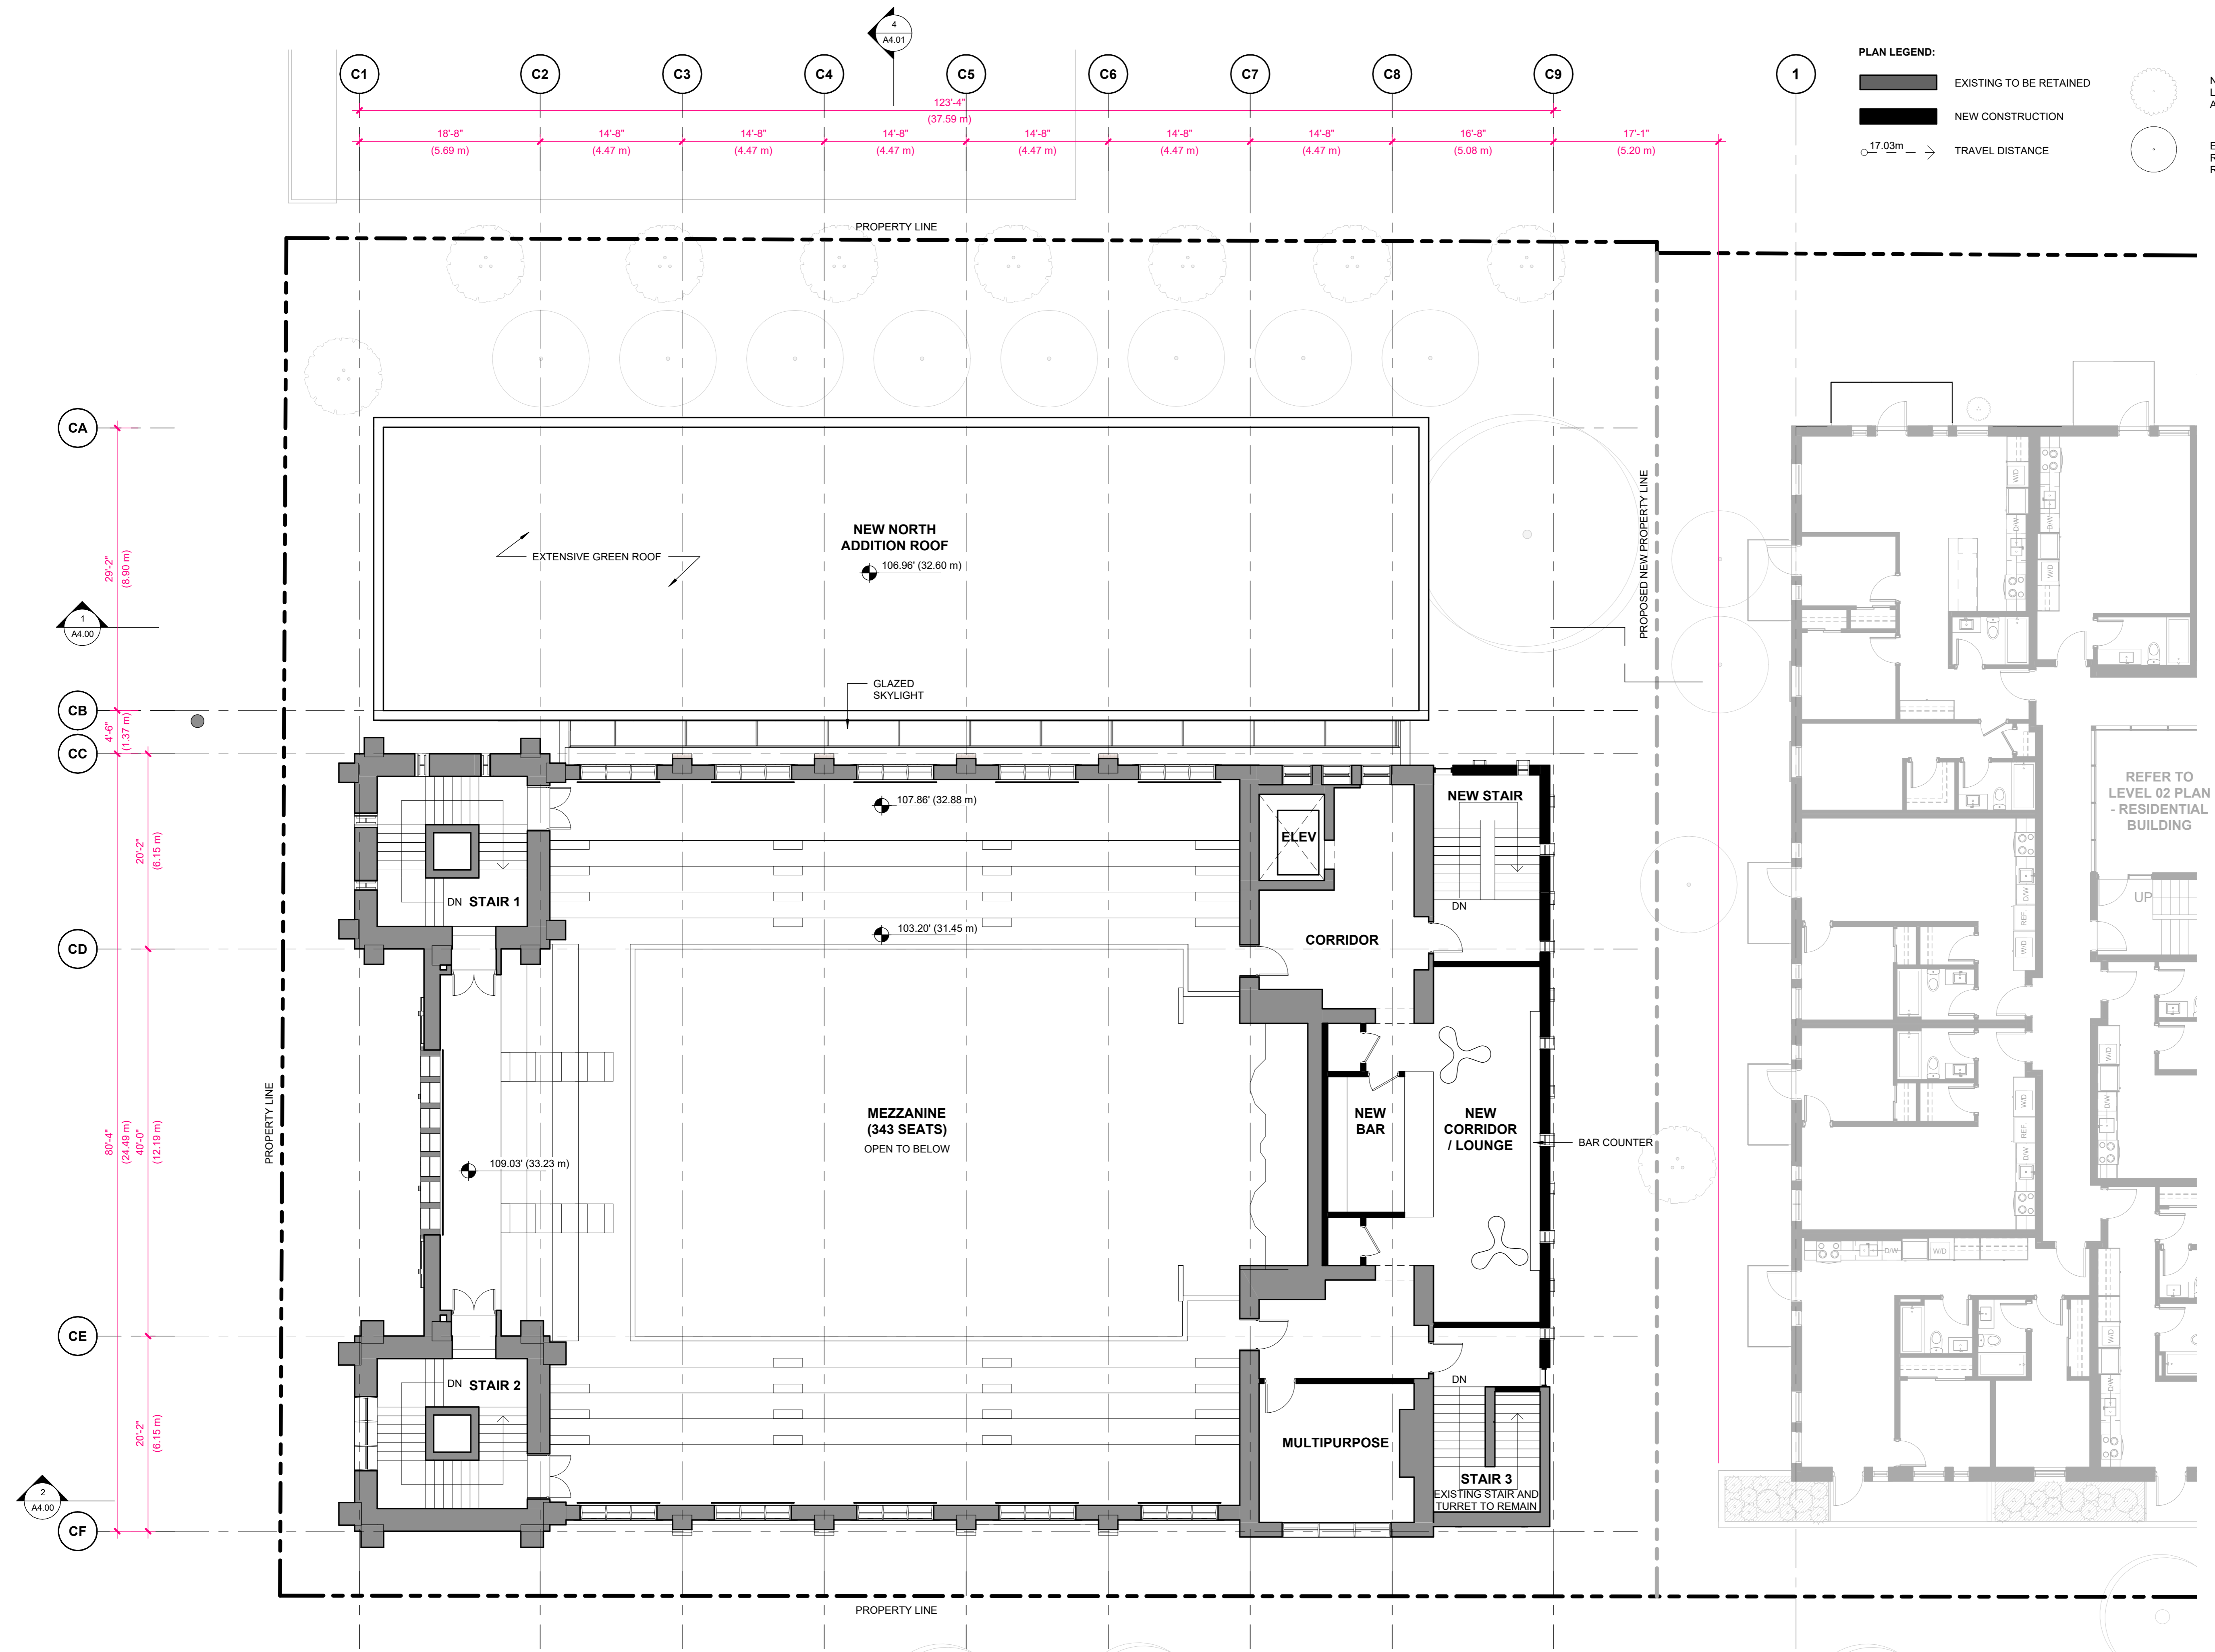 4
A4.01
C1
C2
C3
C4
C5
C6
C7
C8
C9
1
123'-4"
(37.59 m)
18'-8"
14'-8"
14'-8"
14'-8"
14'-8"
14'-8"
14'-8"
16'-8"
17'-1"
(5.69 m)
(4.47 m)
(4.47 m)
(4.47 m)
(4.47 m)
(4.47 m)
(4.47 m)
(5.08 m)
(5.20 m)
PLAN LEGEND:
EXISTING TO BE RETAINED
NEW CONSTRUCTION
17.03m
TRAVEL DISTANCE
N
L
A
E
R
R
PROPERTY LINE
CA
29'-2"
(8.90 m)
1
A4.00
CB
4'-6"
(1.37 m)
CC
20'-2"
(6.15 m)
CD
80'-4"
(24.49 m)
40'-0"
(12.19 m)
CE
20'-2"
(6.15 m)
2
A4.00
CF
PROPERTY LINE
NEW NORTH
ADDITION ROOF
106.96' (32.60 m)
EXTENSIVE GREEN ROOF
GLAZED
SKYLIGHT
PROPOSED NEW PROPERTY LINE
107.86' (32.88 m)
103.20' (31.45 m)
DN
STAIR 1
ELEV
NEW STAIR
DN
CORRIDOR
MEZZANINE
(343 SEATS)
OPEN TO BELOW
109.03' (33.23 m)
NEW
BAR
NEW
CORRIDOR
/ LOUNGE
BAR COUNTER
DN
STAIR 2
DN
MULTIPURPOSE
STAIR 3
EXISTING STAIR AND
TURRET TO REMAIN
PROPERTY LINE
W/D
D/W
D/W
W/D
REFER TO
LEVEL 02 PLAN
- RESIDENTIAL
BUILDING
UP
D/W
REF
W/D
W/D
D/W
W/D
REF
D/W
D/W
W/D
W/D
D/W